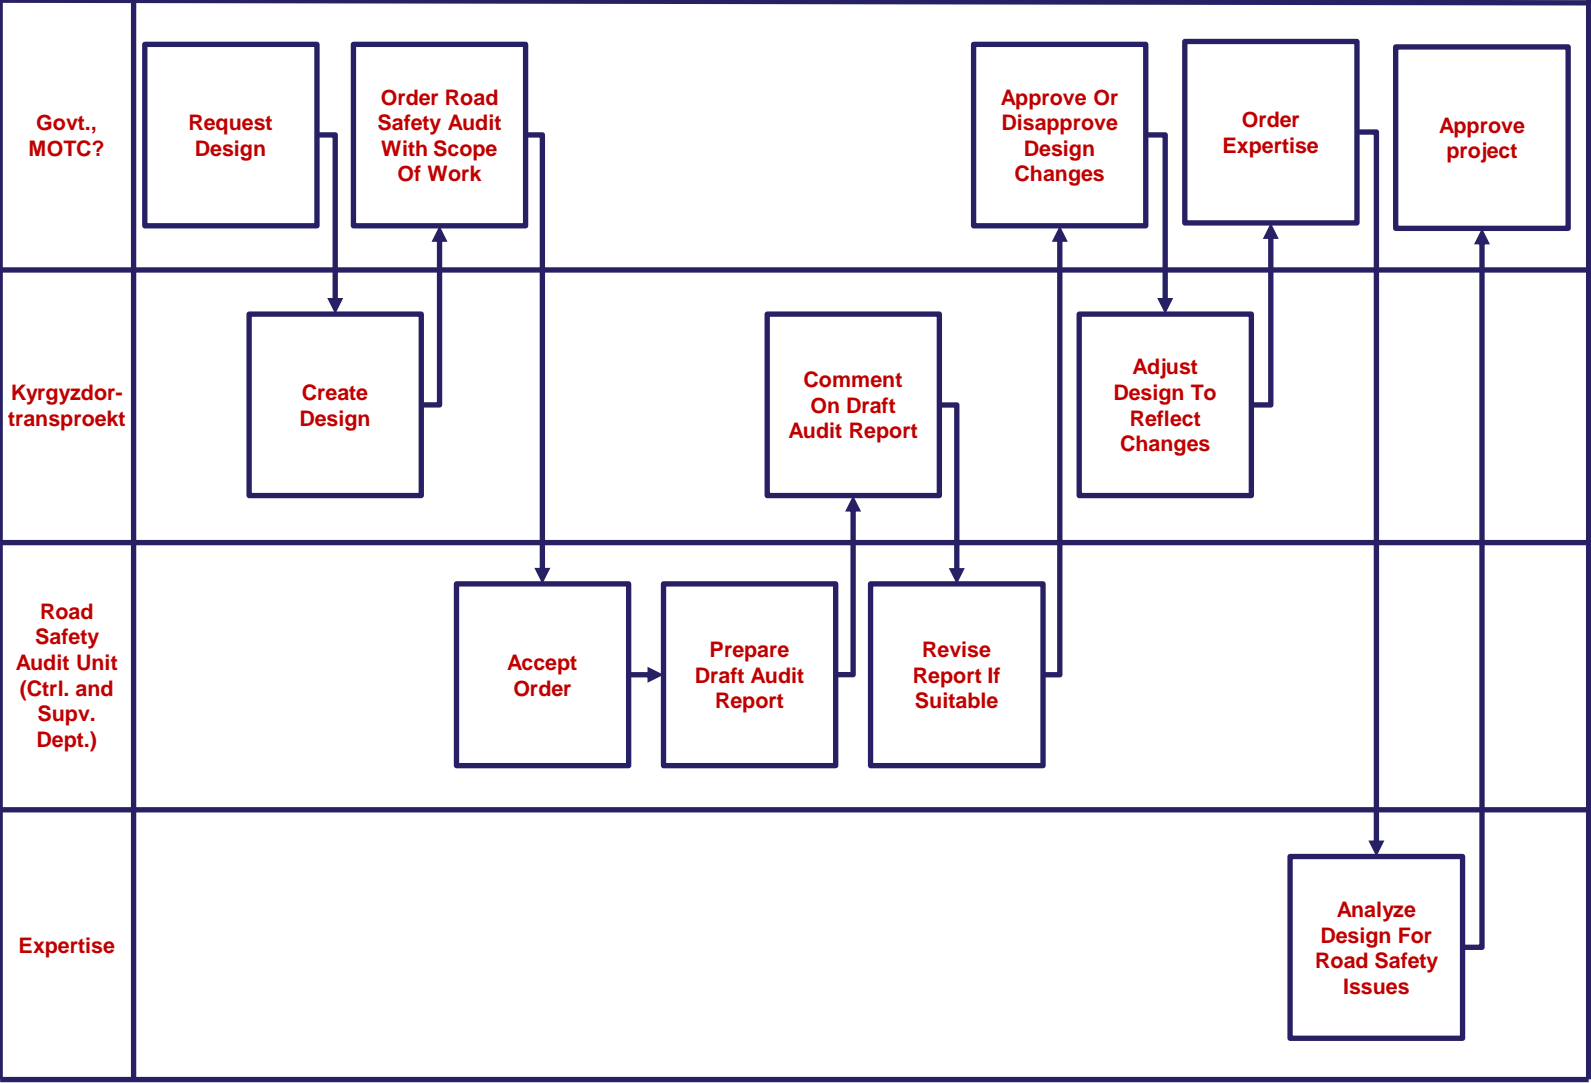 Govt.,
MOTC?
Request
Design
Order Road
Safety Audit
With Scope
Of Work
Approve Or
Disapprove
Design
Changes
Order
Expertise
Approve
project
Kyrgyzdor-
transproekt
Create
Design
Comment
On Draft
Audit Report
Adjust
Design To
Reflect
Changes
Road
Safety
Audit Unit
(Ctrl. and
Supv.
Dept.)
Accept
Order
Prepare
Draft Audit
Report
Revise
Report If
Suitable
Expertise
Analyze
Design For
Road Safety
Issues